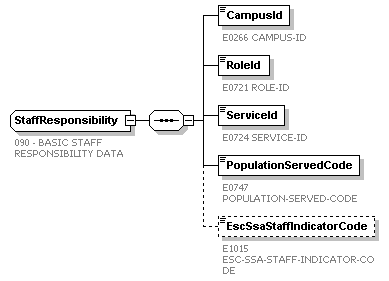 CampusId
E0266 CAMPUS-ID
RoleId
E0721 ROLE-ID
StaffResponsibility
090 - BASIC STAFF
RESPONSIBILITY DATA
ServiceId
E0724 SERVICE-ID
PopulationServedCode
E0747
POPULATION-SERVED-CODE
EscSsaStaffIndicatorCode
E1015
ESC-SSA-STAFF-INDICATOR-CO
DE